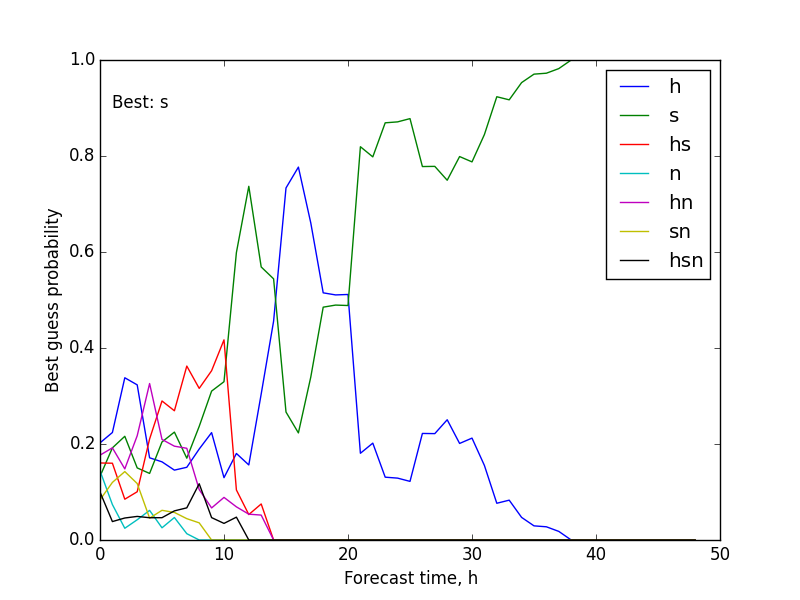 1.0
0.8
0.6
0.4
0.2
0.0
Best guess probability
Best: s
h
s
hs
n
hn
sn
hsn
0 10 20 30 40 50
Forecast time, h